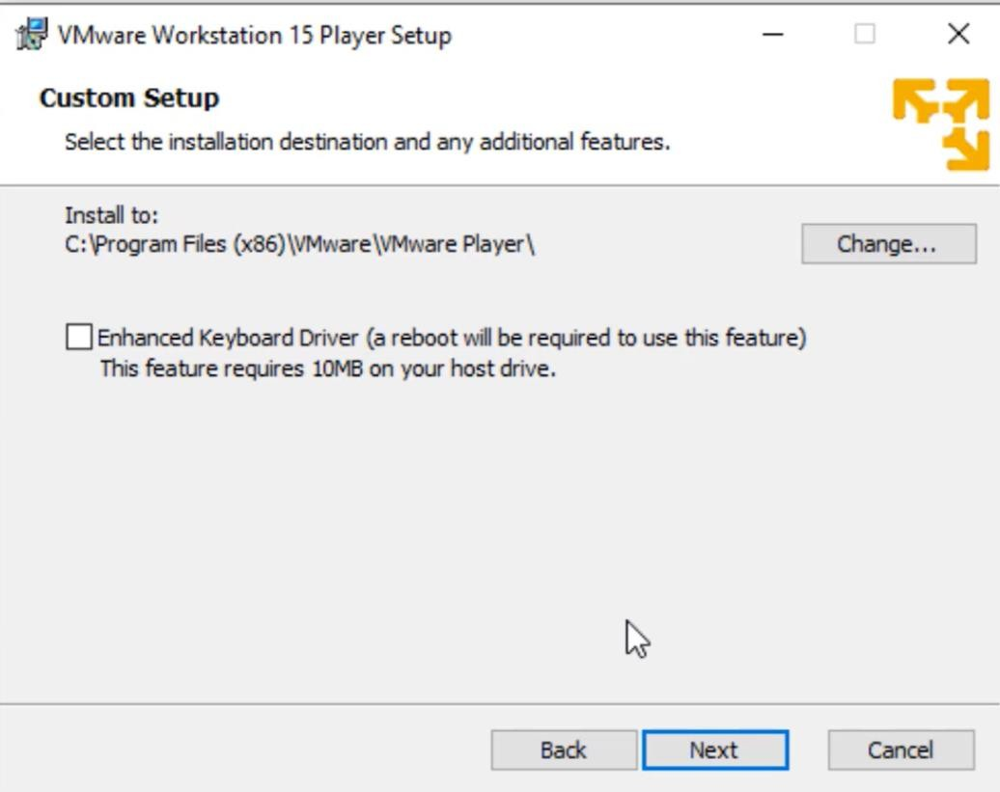 VMware Workstation 15 Player Setup
Custom Setup
Select the installation destination and any additional features.
Install to:
C:\Program Files (x86)\VMware\VMware Player\
Change...
Enhanced Keyboard Driver (a reboot will be required to use this feature)
This feature requires 10MB on your host drive.
Back
Next
Cancel